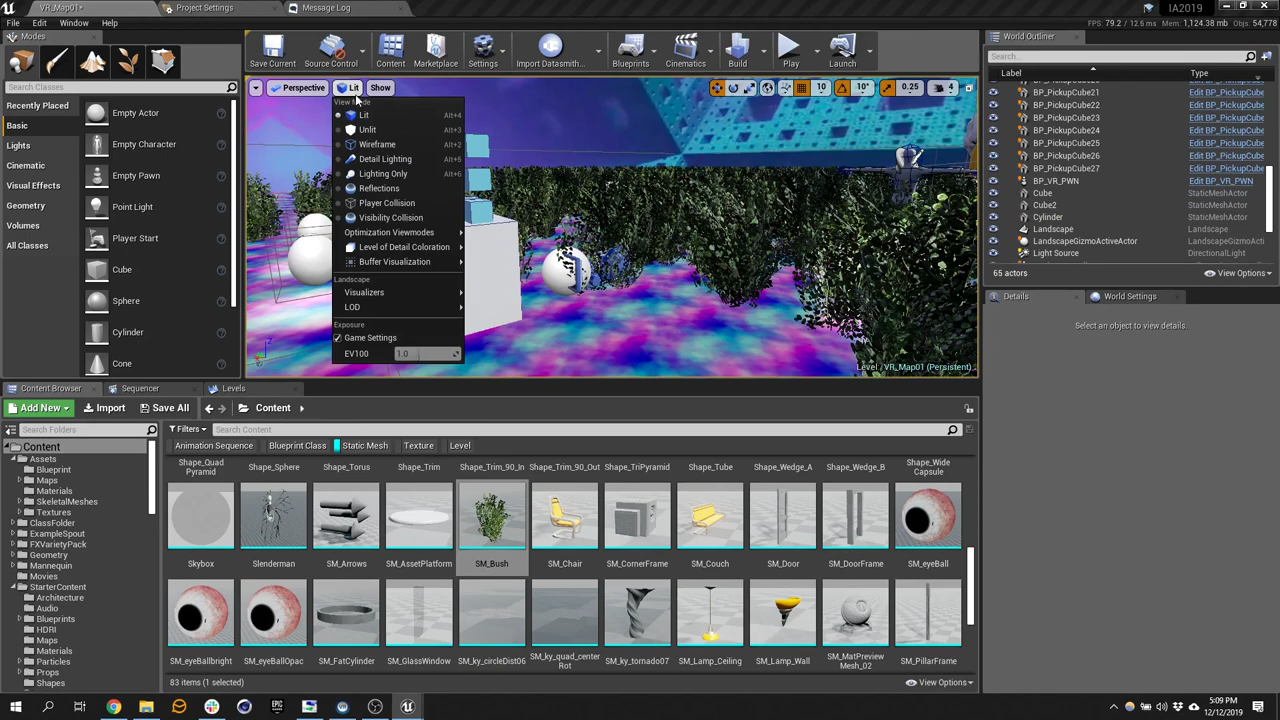 VR_Map01*
Project Settings
Message Log
IA2019
File Edit Window Help
FPS: 79.2 / 12.5 ms Mem: 1,124.38 mb Objs: 54,778
Modes
Search Classes
Recently Placed
Basic
Lights
Cinematic
Visual Effects
Geometry
Volumes
All Classes
Empty Actor
Empty Character
Empty Pawn
Point Light
Player Start
Cube
Sphere
Cylinder
Cone
Save Current
Source Control
Content
Marketplace
Settings
Import Datasmith...
Blueprints
Cinematics
Build
Play
Launch
Perspective
Lit
Show
10
10°
0.25
4
View Mode
Lit Alt+4
Unlit Alt+3
Wireframe Alt+2
Detail Lighting Alt+5
Lighting Only Alt+6
Reflections
Player Collision
Visibility Collision
Optimization Viewmodes
Level of Detail Coloration
Buffer Visualization
Landscape
Visualizers
LOD
Exposure
Game Settings
EV100 1.0
Level: VR_Map01 (Persistent)
World Outliner
Search...
Label Type
BP_PickupCube21 Edit BP_PickupCube
BP_PickupCube22 Edit BP_PickupCube
BP_PickupCube23 Edit BP_PickupCube
BP_PickupCube24 Edit BP_PickupCube
BP_PickupCube25 Edit BP_PickupCube
BP_PickupCube26 Edit BP_PickupCube
BP_PickupCube27 Edit BP_PickupCube
BP_VR_PWN Edit BP_VR_PWN
Cube StaticMeshActor
Cube2 StaticMeshActor
Cylinder StaticMeshActor
Landscape Landscape
LandscapeGizmoActiveActor LandscapeGizmoActiveActor
Light Source DirectionalLight
65 actors
View Options
Details
World Settings
Select an object to view details.
Content Browser
Sequencer
Levels
Add New
Import
Save All
Content
Search Folders
Filters
Search Content
Animation Sequence
Blueprint Class
Static Mesh
Texture
Level
Content
Assets
Blueprint
Maps
Materials
SkeletalMeshes
Textures
ClassFolder
ExampleSpout
FXVarietyPack
Geometry
Mannequin
Movies
StarterContent
Architecture
Audio
Blueprints
HDRI
Maps
Materials
Particles
Props
Shapes
Shape_Quad Pyramid
Shape_Sphere
Shape_Torus
Shape_Trim
Shape_Trim_90_In
Shape_Trim_90_Out
Shape_TriPyramid
Shape_Tube
Shape_Wedge_A
Shape_Wedge_B
Shape_Wide Capsule
Skybox
Slenderman
SM_Arrows
SM_AssetPlatform
SM_Bush
SM_Chair
SM_CornerFrame
SM_Couch
SM_Door
SM_DoorFrame
SM_eyeBall
SM_eyeBallbright
SM_eyeBallOpac
SM_FatCylinder
SM_GlassWindow
SM_ky_circleDist06
SM_ky_quad_center Rot
SM_ky_tornado07
SM_Lamp_Ceiling
SM_Lamp_Wall
SM_MatPreview Mesh_02
SM_PillarFrame
83 items (1 selected)
View Options
5:09 PM
12/12/2019